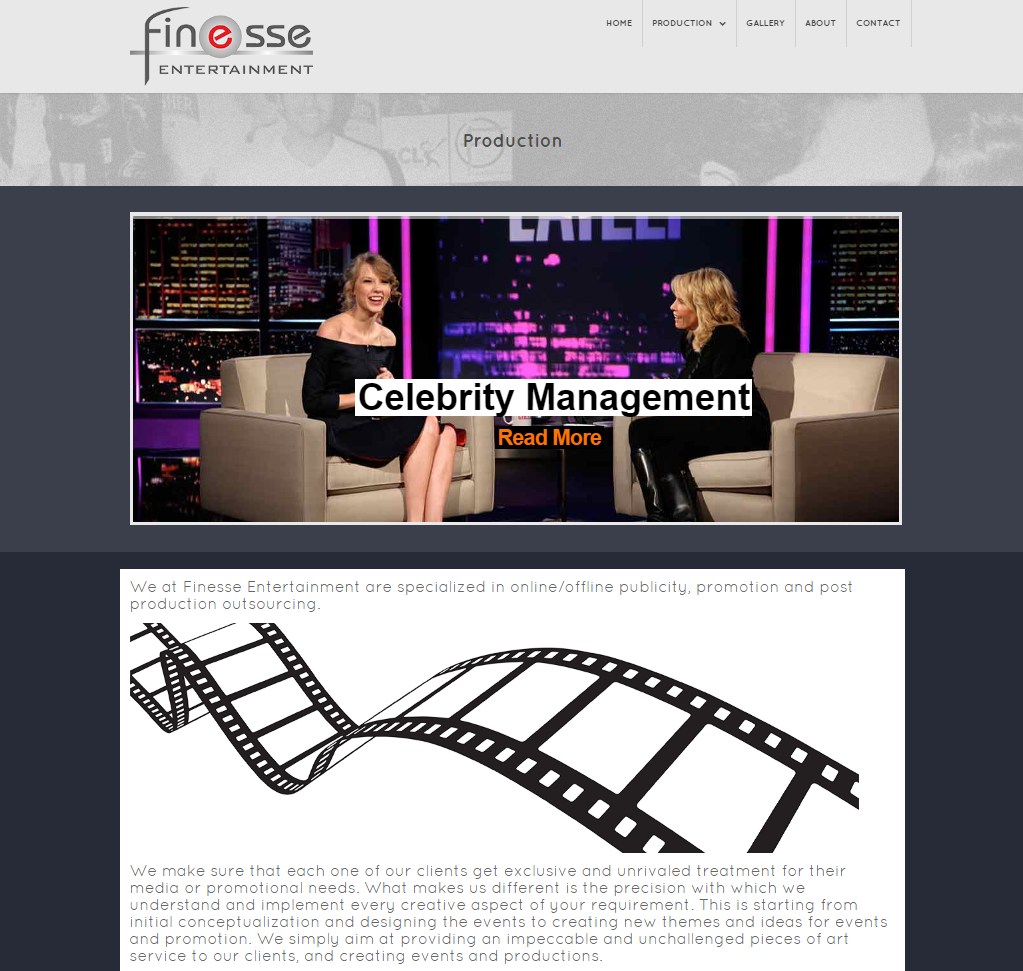 finesse
ENTERTAINMENT
HOME PRODUCTION GALLERY ABOUT CONTACT
Production
LATELY
Celebrity Management
Read More
We at Finesse Entertainment are specialized in online/offline publicity, promotion and post
production outsourcing.
We make sure that each one of our clients get exclusive and unrivaled treatment for their
media or promotional needs. What makes us different is the precision with which we
understand and implement every creative aspect of your requirement. This is starting from
initial conceptualization and designing the events to creating new themes and ideas for events
and promotion. We simply aim at providing an impeccable and unchallenged pieces of art
service to our clients, and creating events and productions.